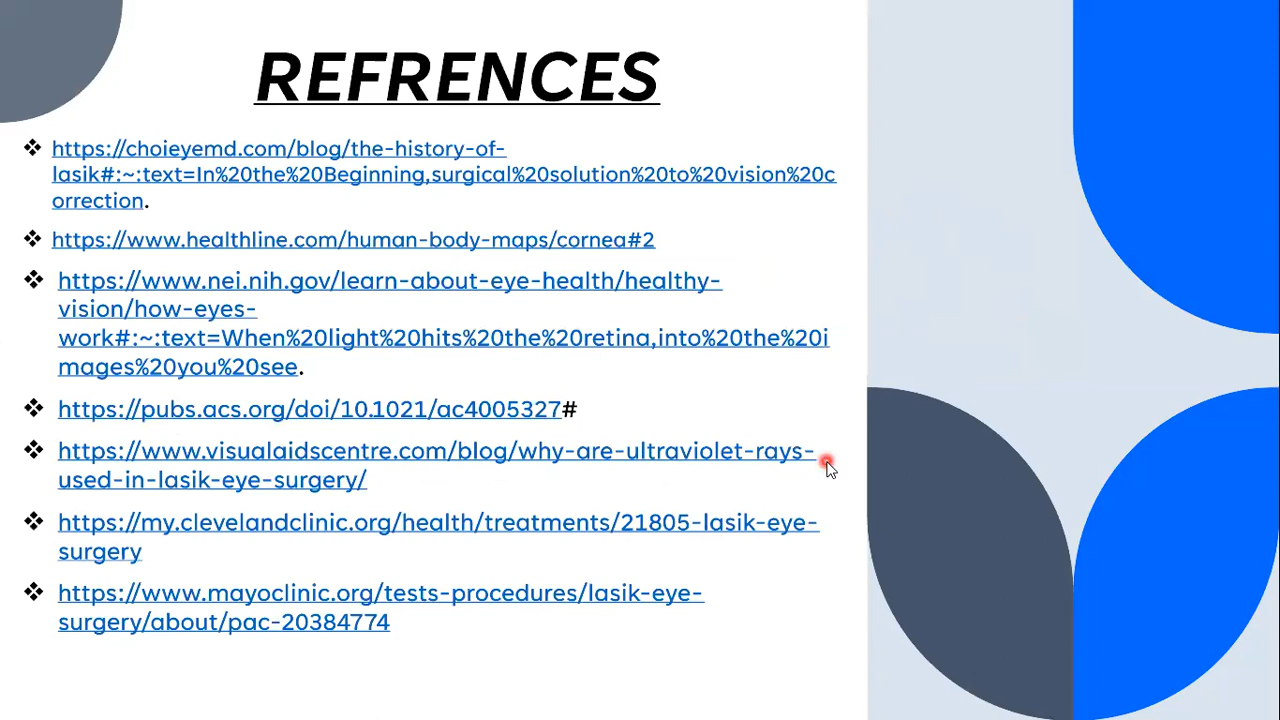 REFRENCES
❖ https://choieyemd.com/blog/the-history-of-
lasik#:~:text=In%20the%20Beginning,surgical%20solution%20to%20vision%20c
orrection.
❖ https://www.healthline.com/human-body-maps/cornea#2
❖ https://www.nei.nih.gov/learn-about-eye-health/healthy-
vision/how-eyes-
work#:~:text=When%20light%20hits%20the%20retina,into%20the%20i
mages%20you%20see.
❖ https://pubs.acs.org/doi/10.1021/ac4005327#
❖ https://www.visualaidscentre.com/blog/why-are-ultraviolet-rays-
used-in-lasik-eye-surgery/
❖ https://my.clevelandclinic.org/health/treatments/21805-lasik-eye-
surgery
❖ https://www.mayoclinic.org/tests-procedures/lasik-eye-
surgery/about/pac-20384774